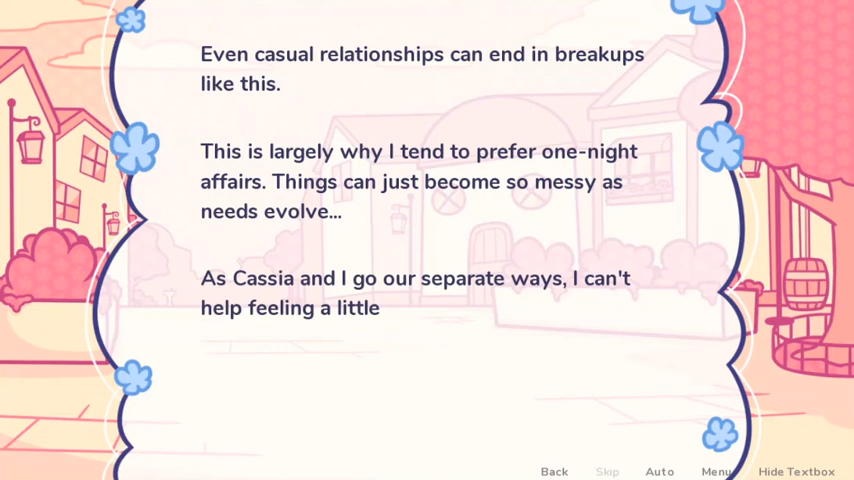 Even casual relationships can end in breakups
like this.
This is largely why I tend to prefer one-night
affairs. Things can just become so messy as
needs evolve...
As Cassia and I go our separate ways, I can't
help feeling a little
Back Skip Auto Menu Hide Textbox